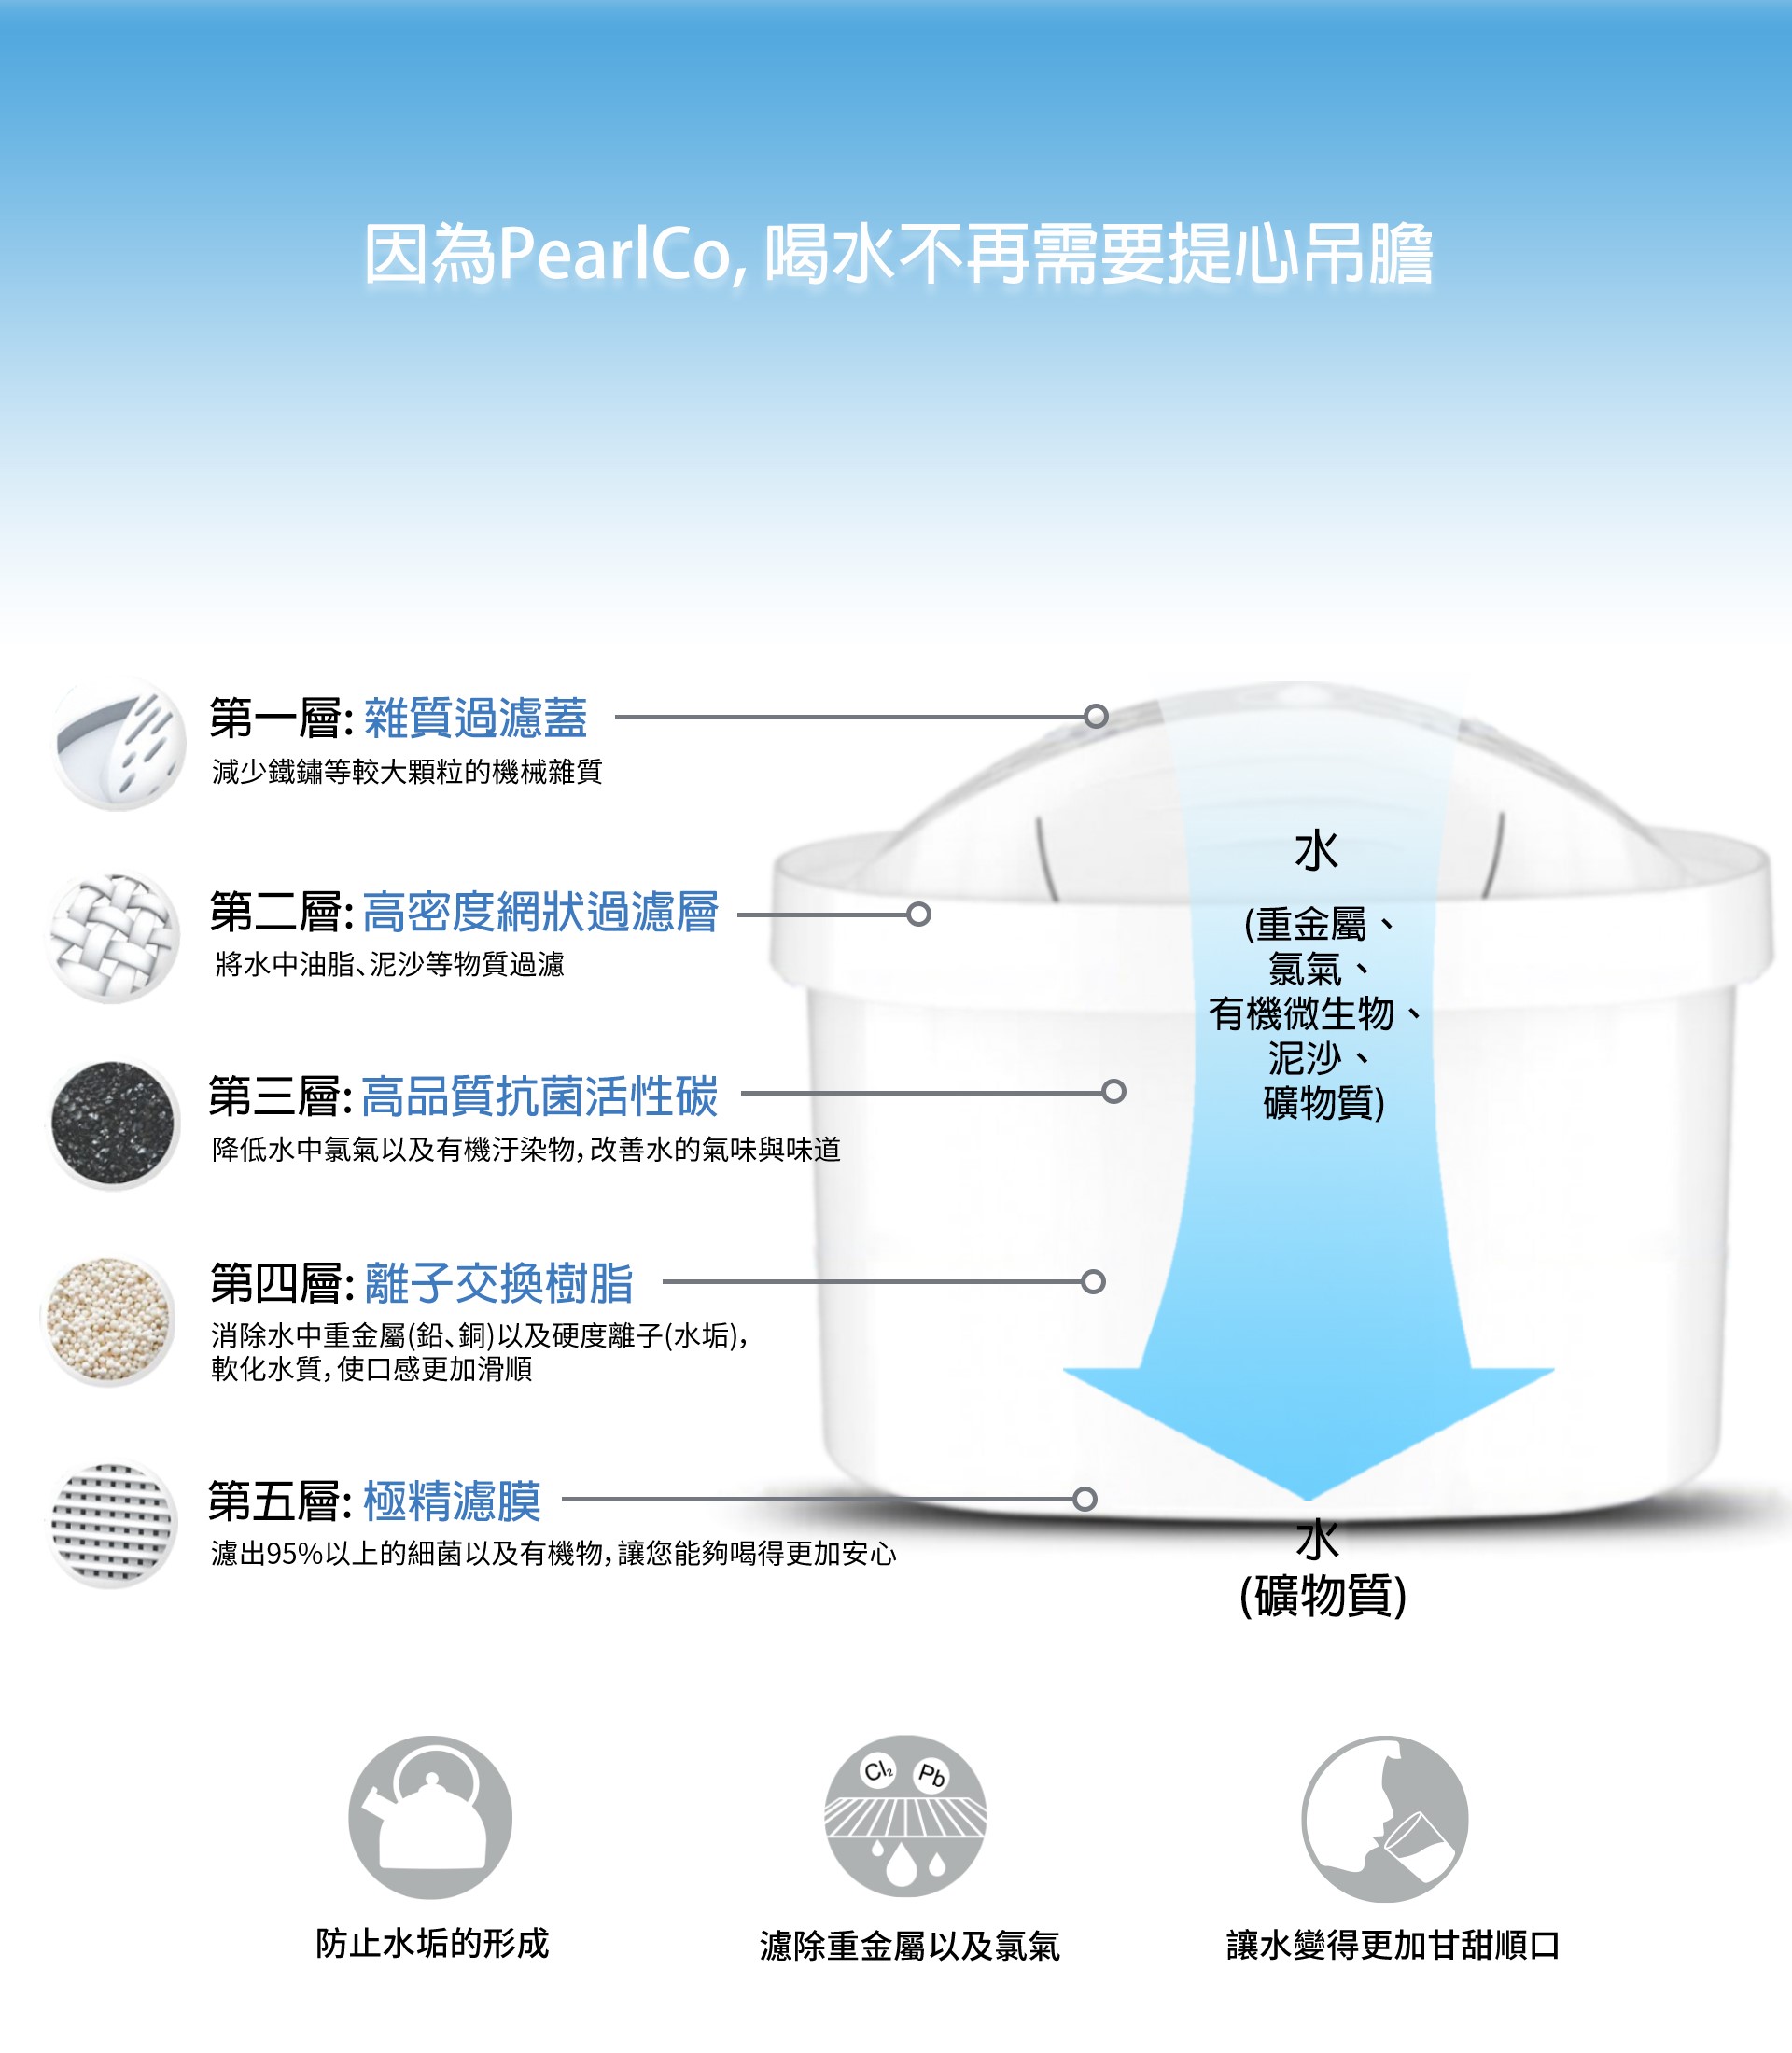 因為PearlCo, 喝水不再需要提心吊膽
第一層: 雜質過濾蓋
減少鐵鏽等較大顆粒的機械雜質
第二層: 高密度網狀過濾層
將水中油脂、泥沙等物質過濾
第三層: 高品質抗菌活性碳
降低水中氯氣以及有機汙染物, 改善水的氣味與味道
第四層: 離子交換樹脂
消除水中重金屬(鉛、銅)以及硬度離子(水垢),
軟化水質, 使口感更加滑順
第五層: 極精濾膜
濾出95%以上的細菌以及有機物, 讓您能夠喝得更加安心
水
(重金屬、
氯氣、
有機微生物、
泥沙、
礦物質)
水
(礦物質)
Cl₂ Pb
防止水垢的形成
濾除重金屬以及氯氣
讓水變得更加甘甜順口